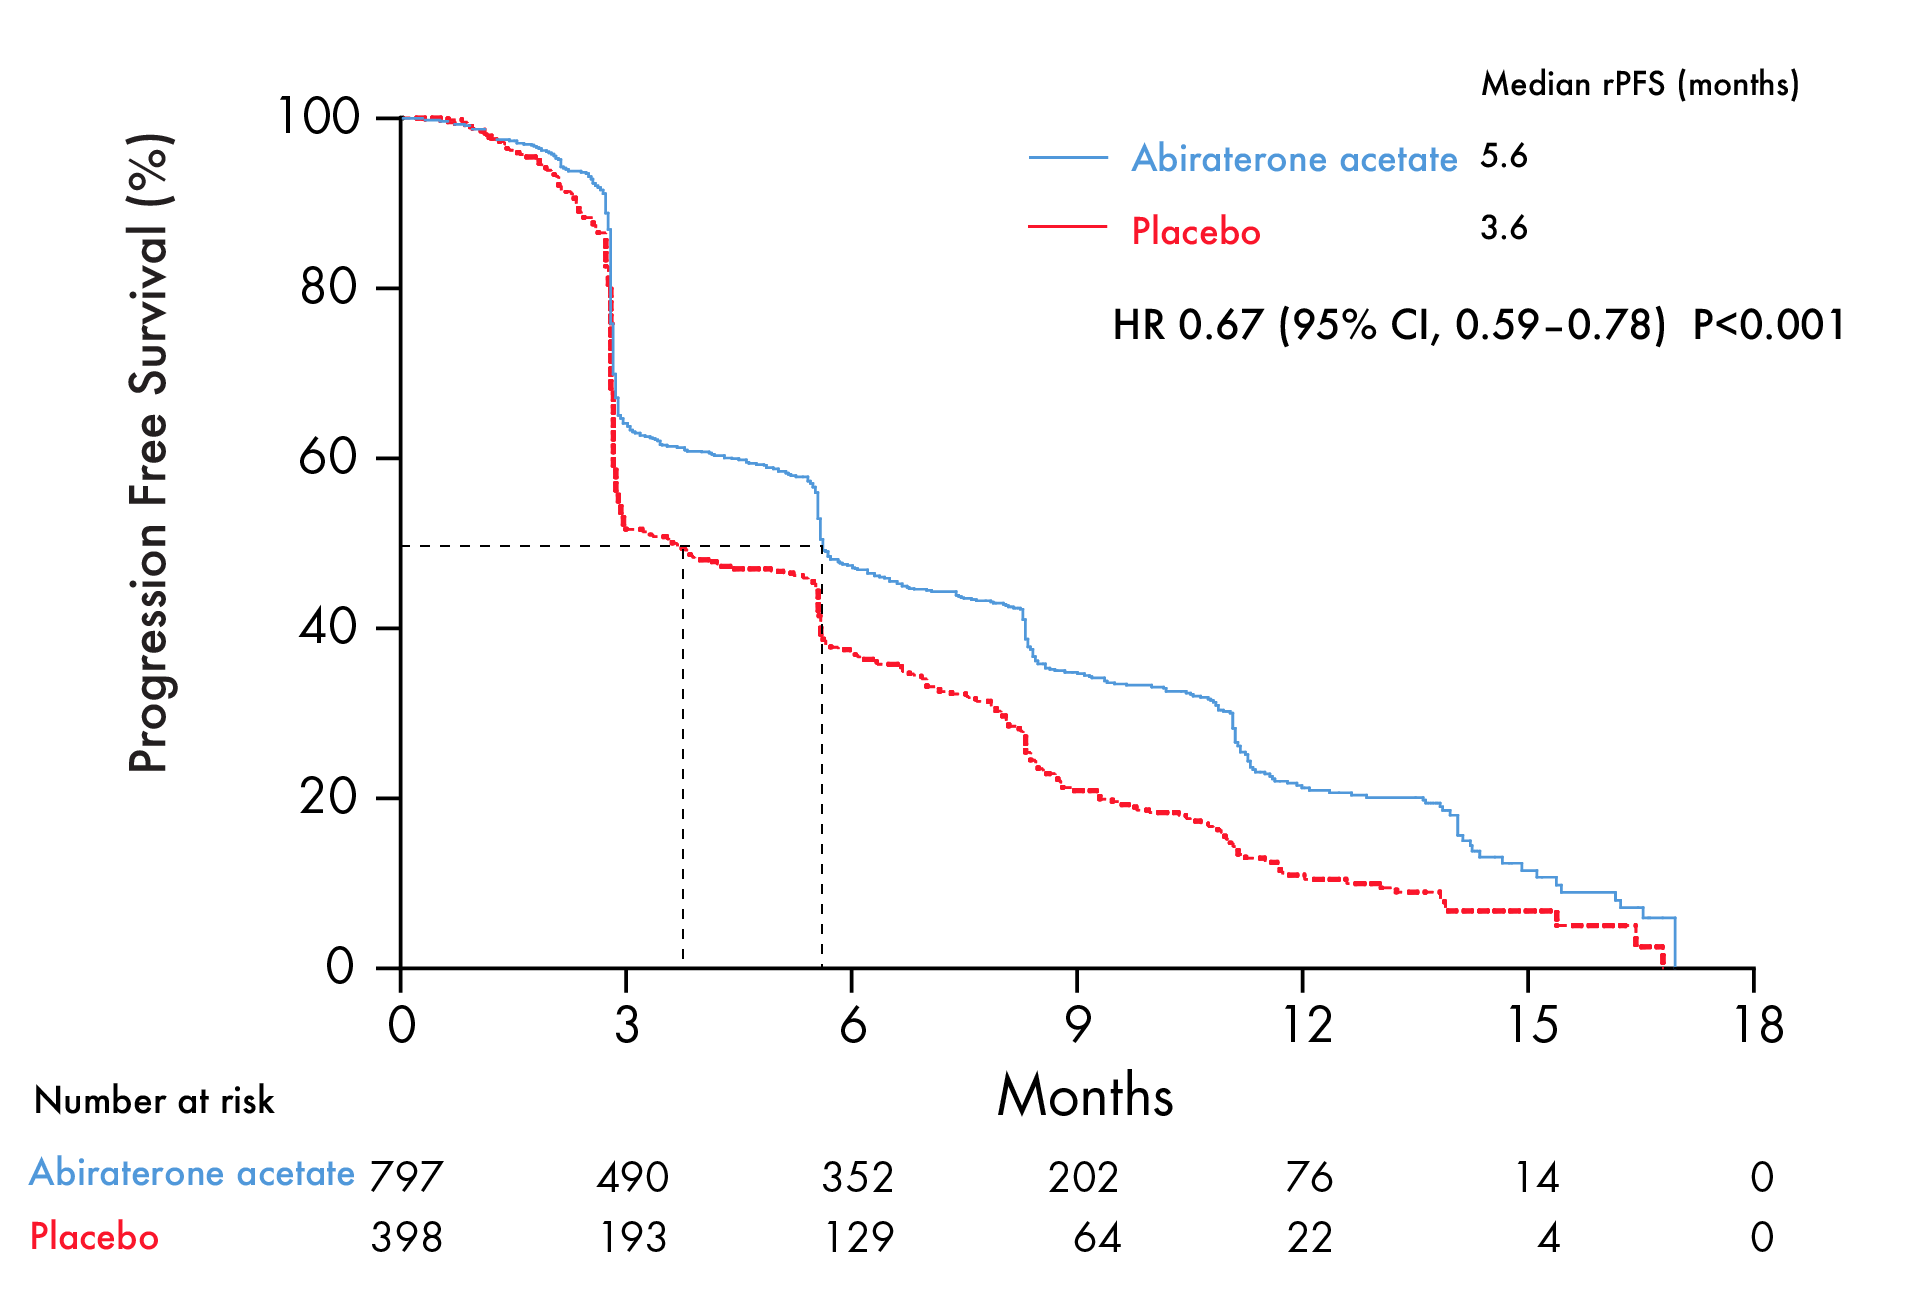 Median rPFS (months)
Abiraterone acetate 5.6
Placebo 3.6
HR 0.67 (95% CI, 0.59–0.78) P<0.001
Progression Free Survival (%)
100
80
60
40
20
0
0 3 6 9 12 15 18
Months
Number at risk
Abiraterone acetate 797 490 352 202 76 14 0
Placebo 398 193 129 64 22 4 0